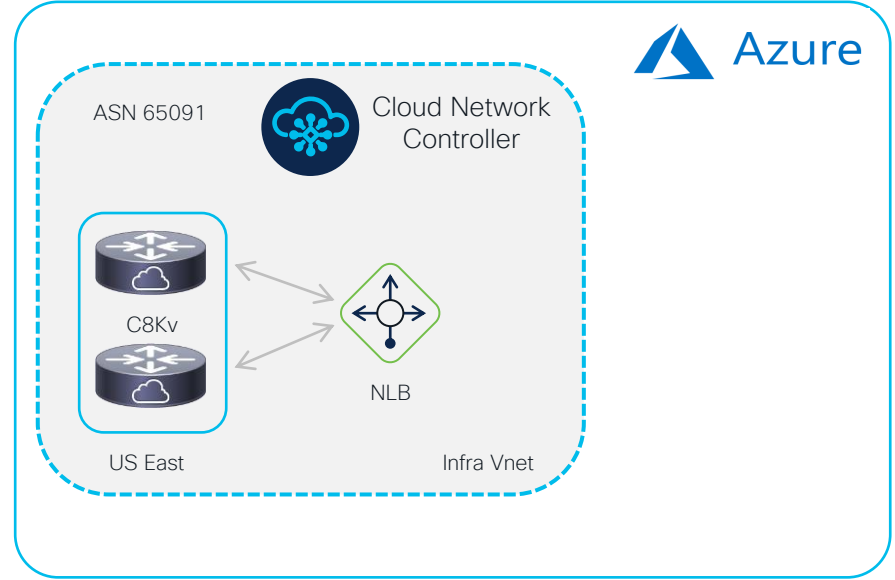 Azure
ASN 65091
Cloud Network
Controller
C8Kv
NLB
US East
Infra Vnet